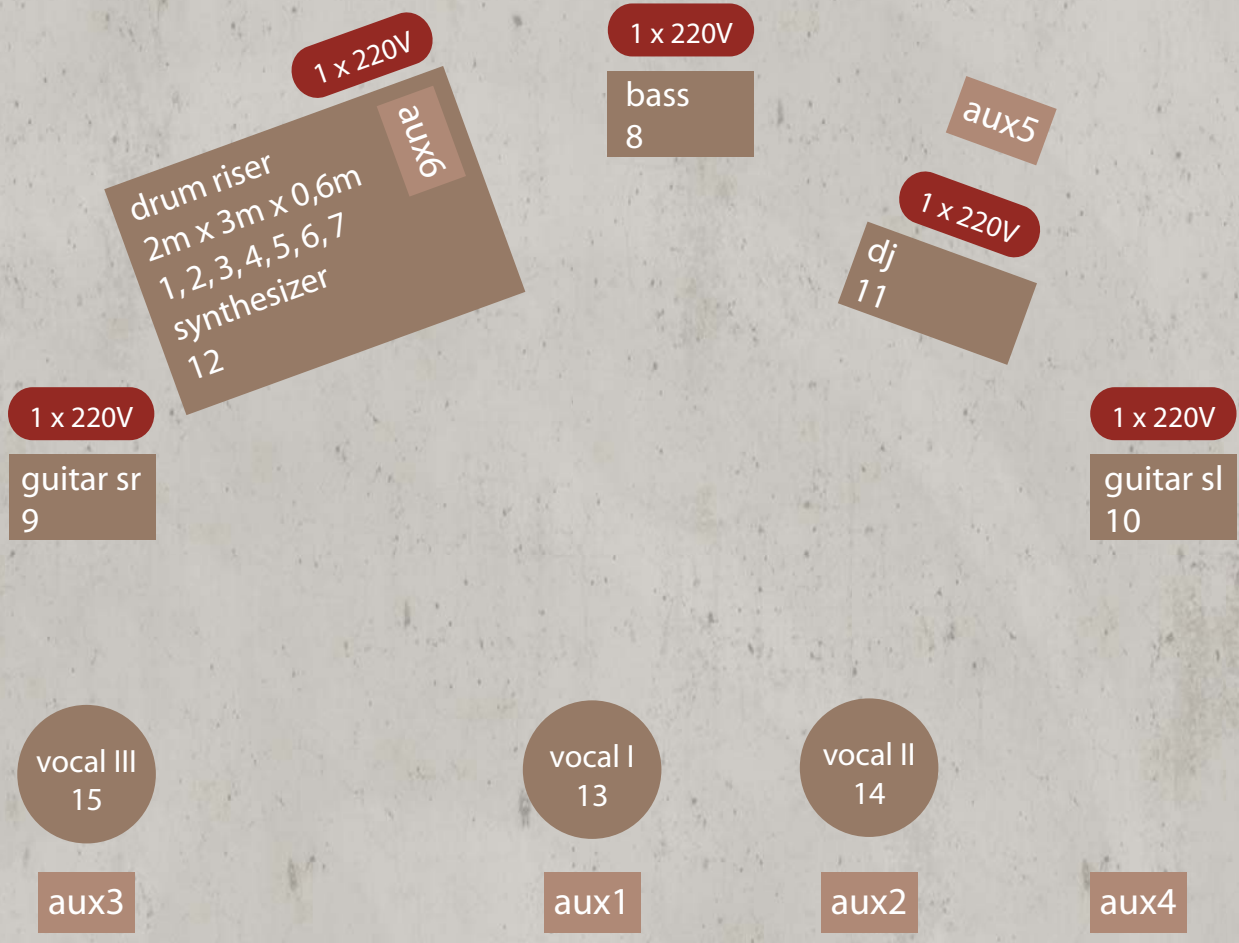 1 x 220V
drum riser
2m x 3m x 0,6m
1, 2, 3, 4, 5, 6, 7
synthesizer
12
aux6
1 x 220V
bass
8
aux5
1 x 220V
dj
11
1 x 220V
guitar sr
9
1 x 220V
guitar sl
10
vocal III
15
vocal I
13
vocal II
14
aux3
aux1
aux2
aux4